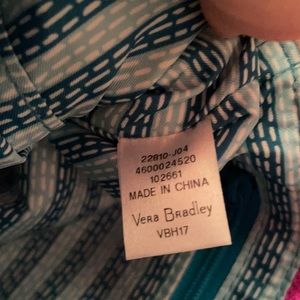 22810-J04
4600024520
102661
MADE IN CHINA
Vera Bradley
VBH17